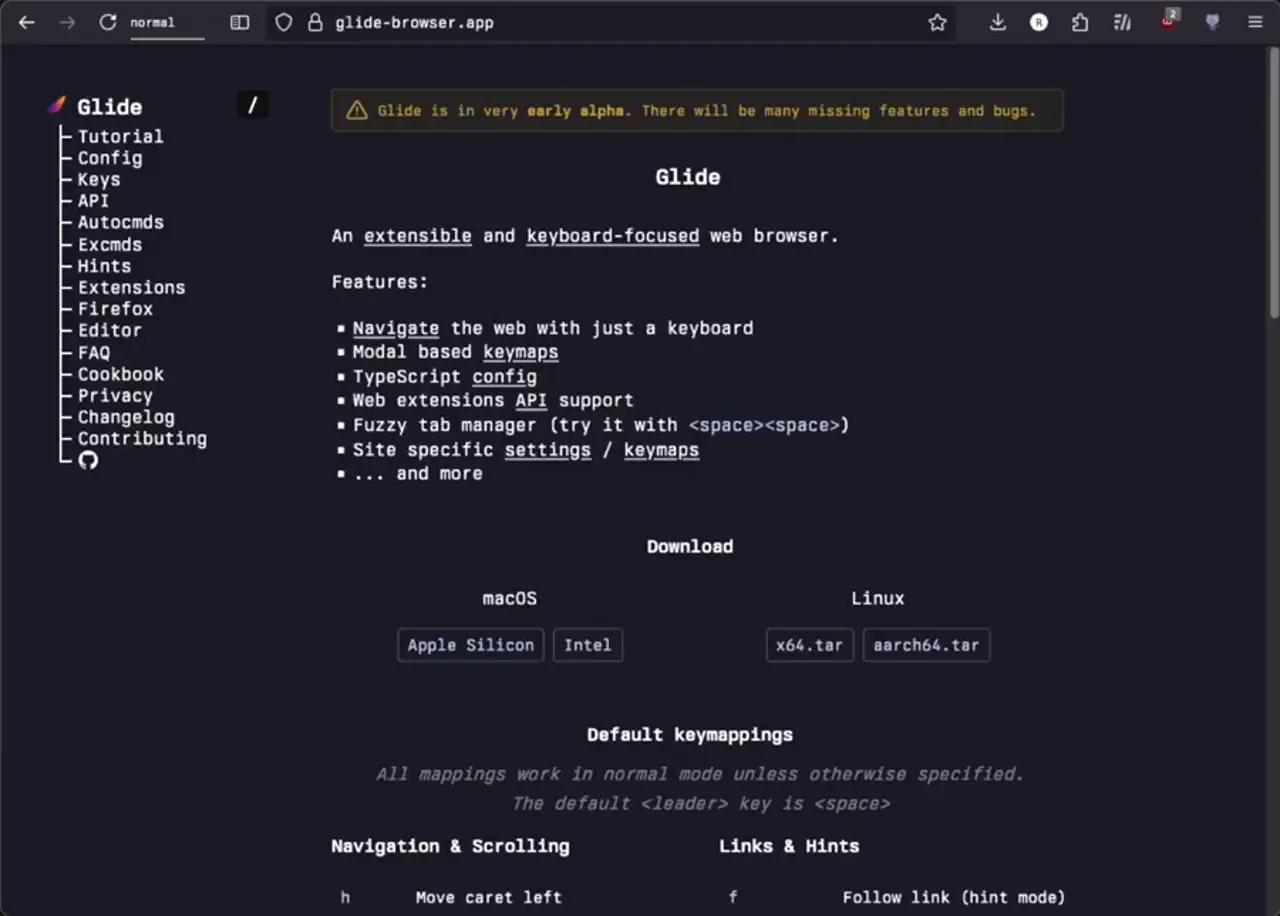 normal
glide-browser.app
R
2
Glide
/
Tutorial
Config
Keys
API
Autocmds
Excmds
Hints
Extensions
Firefox
Editor
FAQ
Cookbook
Privacy
Changelog
Contributing
Glide is in very early alpha. There will be many missing features and bugs.
Glide
An extensible and keyboard-focused web browser.
Features:
▪ Navigate the web with just a keyboard
▪ Modal based keymaps
▪ TypeScript config
▪ Web extensions API support
▪ Fuzzy tab manager (try it with <space><space>)
▪ Site specific settings / keymaps
▪ ... and more
Download
macOS
Linux
Apple Silicon
Intel
x64.tar
aarch64.tar
Default keymappings
All mappings work in normal mode unless otherwise specified.
The default <leader> key is <space>
Navigation & Scrolling
Links & Hints
h Move caret left
f Follow link (hint mode)